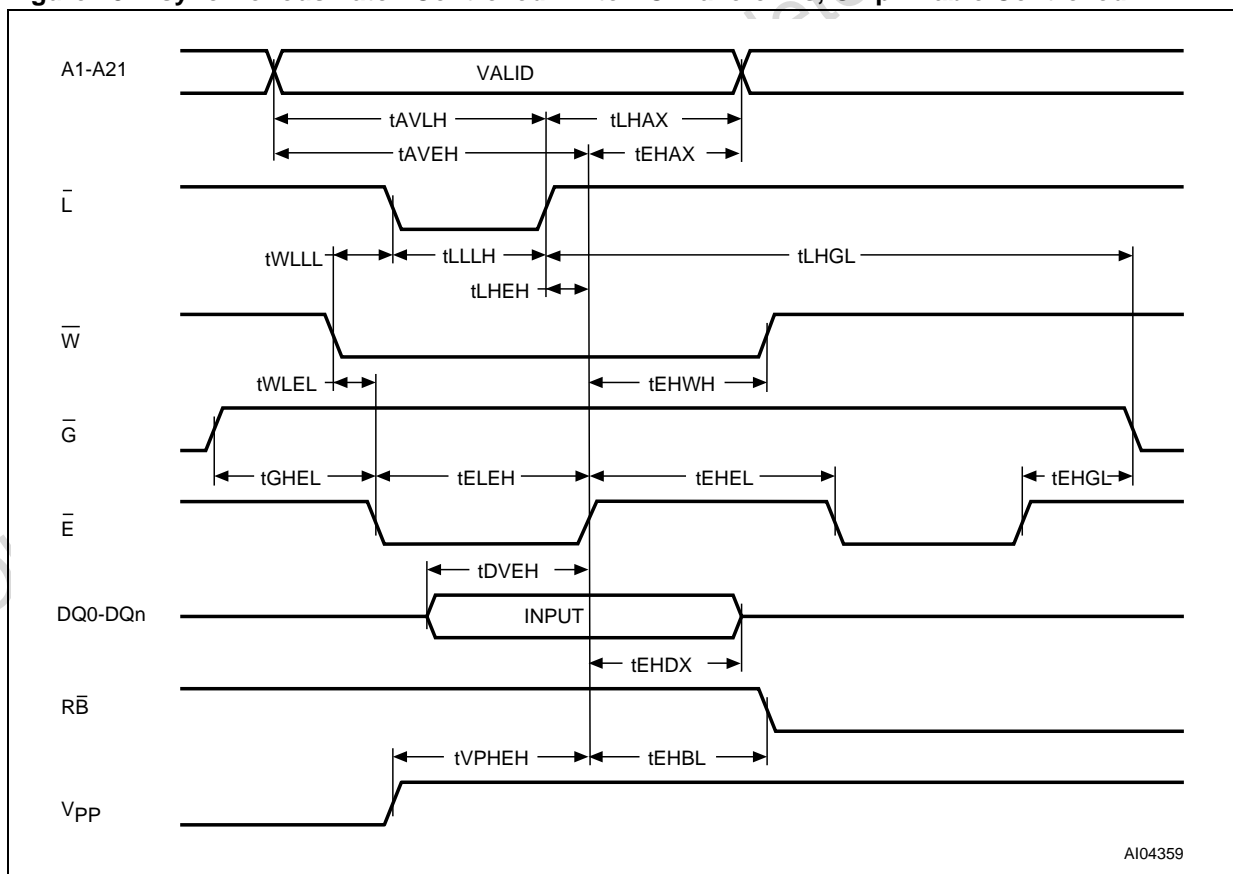 A1-A21
VALID
tAVLH
tLHAX
tAVEH
tEHAX
L̅
tWLLL
tLLLH
tLHGL
tLHEH
W̅
tWLEL
tEHWH
G̅
tGHEL
tELEH
tEHEL
tEHGL
E̅
tDVEH
DQ0-DQn
INPUT
tEHDX
RB̅
tVPHEH
tEHBL
VPP
AI04359